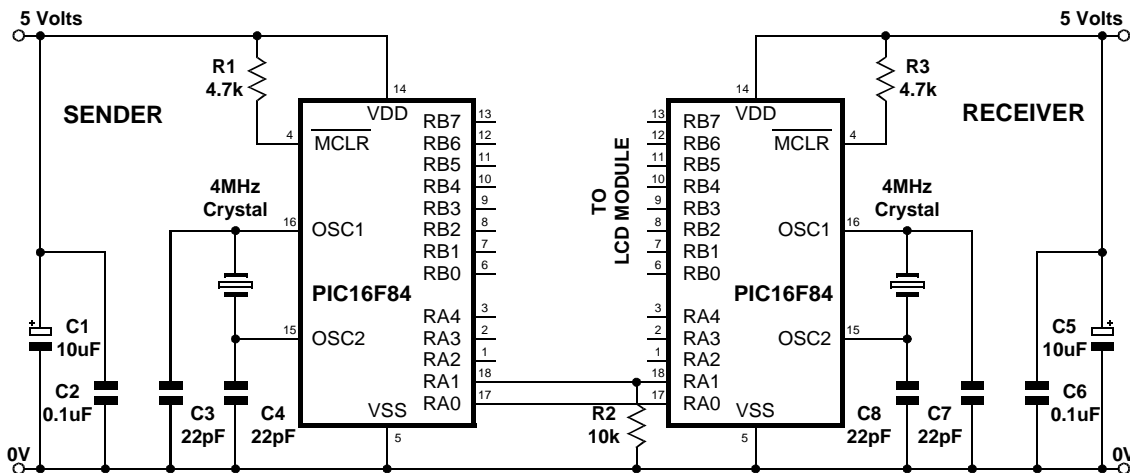 5 Volts
5 Volts
SENDER
R1
4.7k
14
VDD
4
MCLR
4MHz
Crystal
16
OSC1
15
OSC2
PIC16F84
RB7
13
RB6
12
RB5
11
RB4
10
RB3
9
RB2
8
RB1
7
RB0
6
RA4
3
RA3
2
RA2
1
RA1
18
RA0
17
VSS
5
+
C1
10uF
C2
0.1uF
C3
22pF
C4
22pF
R2
10k
TO
LCD MODULE
RECEIVER
R3
4.7k
14
VDD
4
MCLR
4MHz
Crystal
16
OSC1
15
OSC2
PIC16F84
13
RB7
12
RB6
11
RB5
10
RB4
9
RB3
8
RB2
7
RB1
6
RB0
3
RA4
2
RA3
1
RA2
18
RA1
17
RA0
VSS
5
C8
22pF
C7
22pF
+
C5
10uF
C6
0.1uF
0V
0V